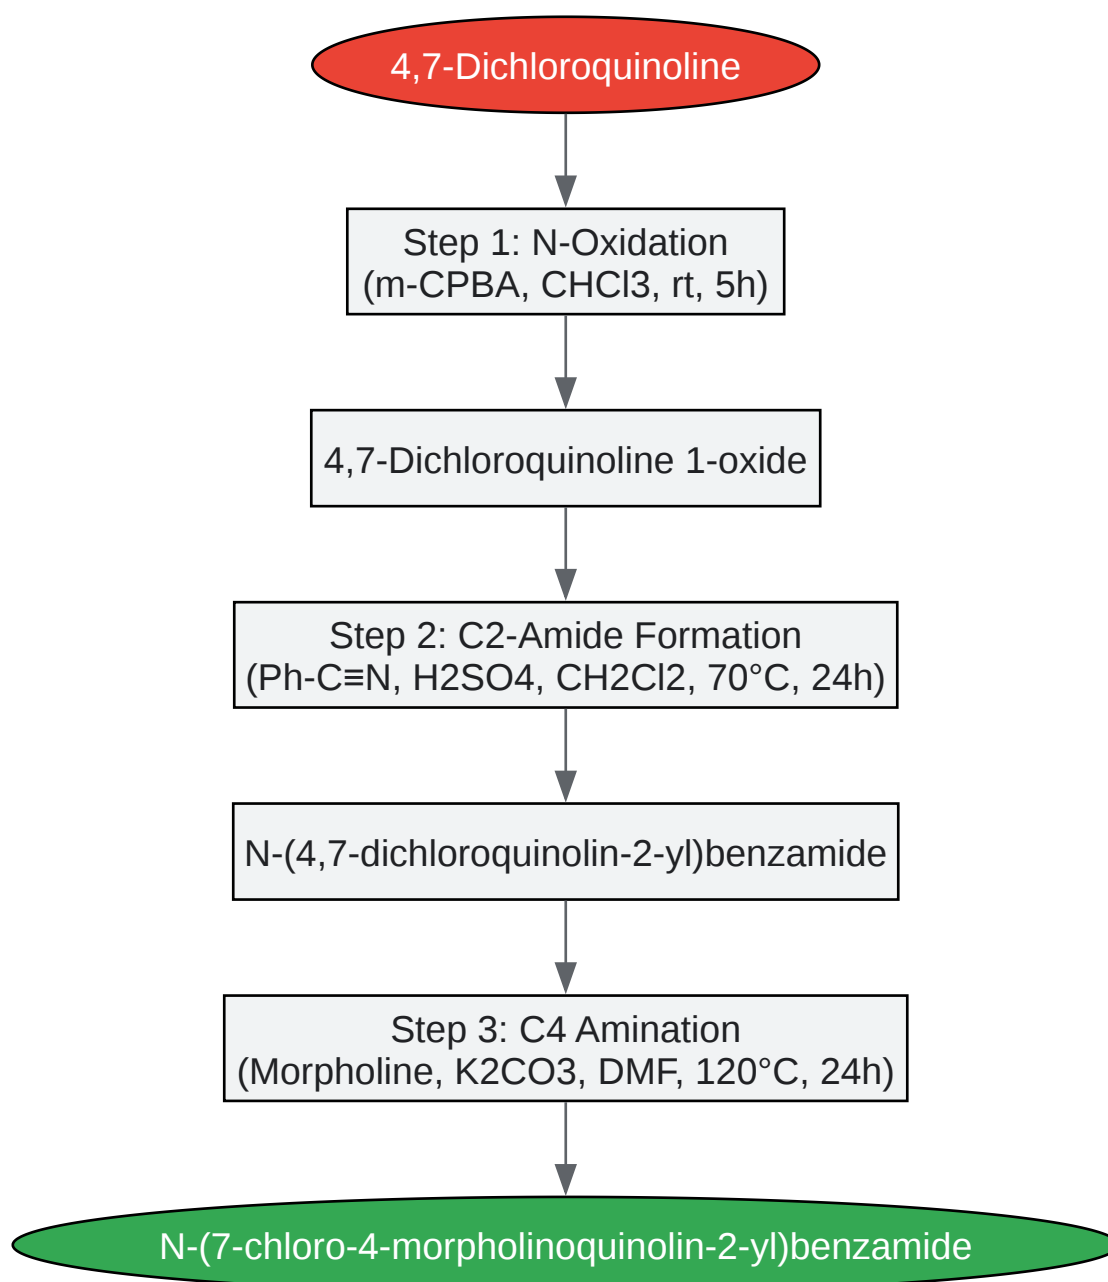 4,7-Dichloroquinoline
Step 1: N-Oxidation
(m-CPBA, CHCl3, rt, 5h)
4,7-Dichloroquinoline 1-oxide
Step 2: C2-Amide Formation
(Ph-C≡N, H2SO4, CH2Cl2, 70°C, 24h)
N-(4,7-dichloroquinolin-2-yl)benzamide
Step 3: C4 Amination
(Morpholine, K2CO3, DMF, 120°C, 24h)
N-(7-chloro-4-morpholinoquinolin-2-yl)benzamide